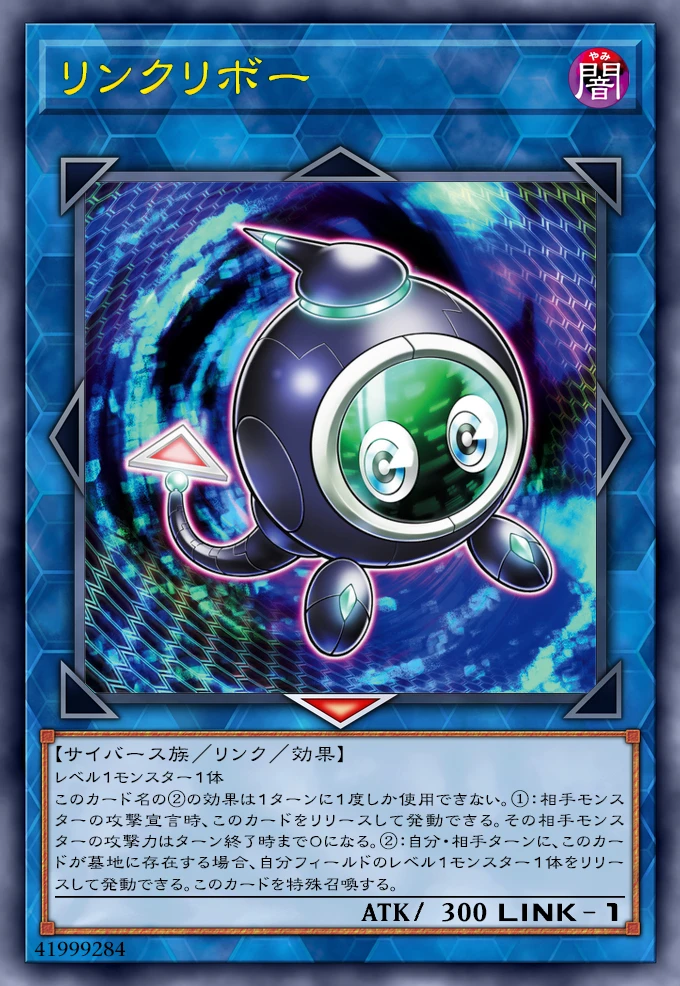 リンクリボー
やみ
闇
【サイバース族／リンク／効果】
レベル１モンスター１体
このカード名の②の効果は１ターンに１度しか使用できない。①：相手モンス
ターの攻撃宣言時、このカードをリリースして発動できる。その相手モンス
ターの攻撃力はターン終了時まで０になる。②：自分・相手ターンに、このカー
ドが墓地に存在する場合、自分フィールドのレベル１モンスター１体をリリー
スして発動できる。このカードを特殊召喚する。
ATK/ 300 LINK-1
41999284